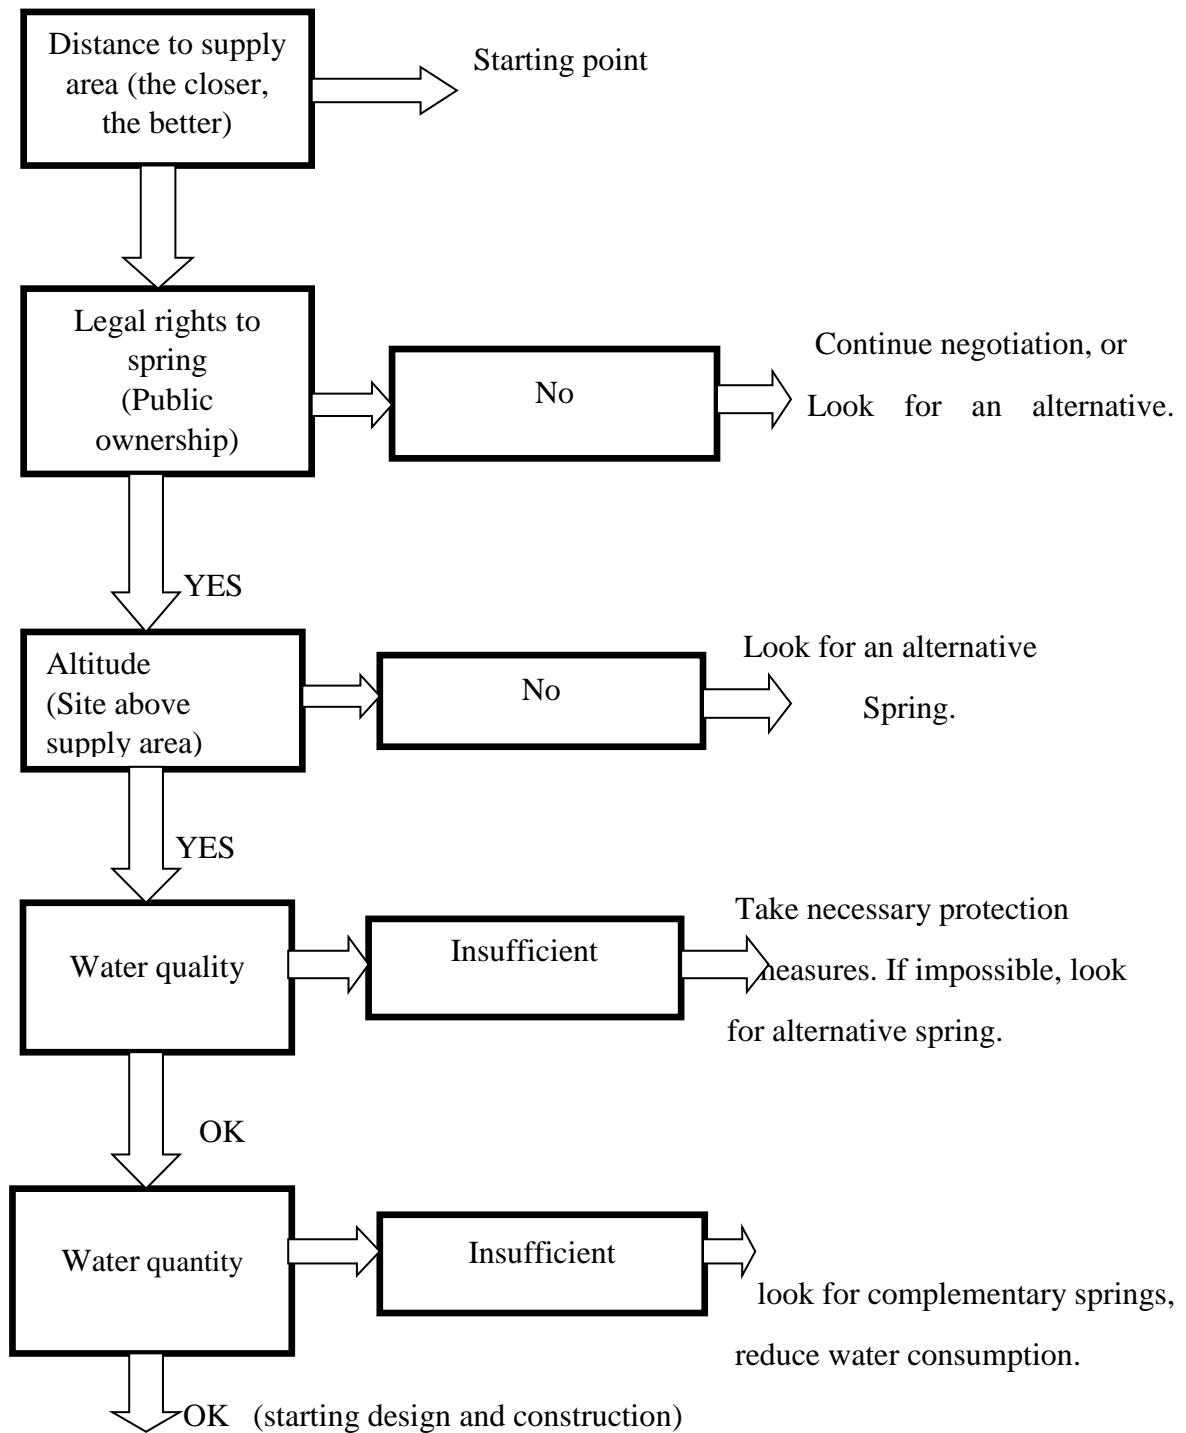 Distance to supply
area (the closer,
the better)
Starting point
Legal rights to
spring
(Public
ownership)
No
Continue negotiation, or
Look for an alternative.
YES
Altitude
(Site above
supply area)
No
Look for an alternative
Spring.
YES
Water quality
Insufficient
Take necessary protection
measures. If impossible, look
for alternative spring.
OK
Water quantity
Insufficient
look for complementary springs,
reduce water consumption.
OK (starting design and construction)